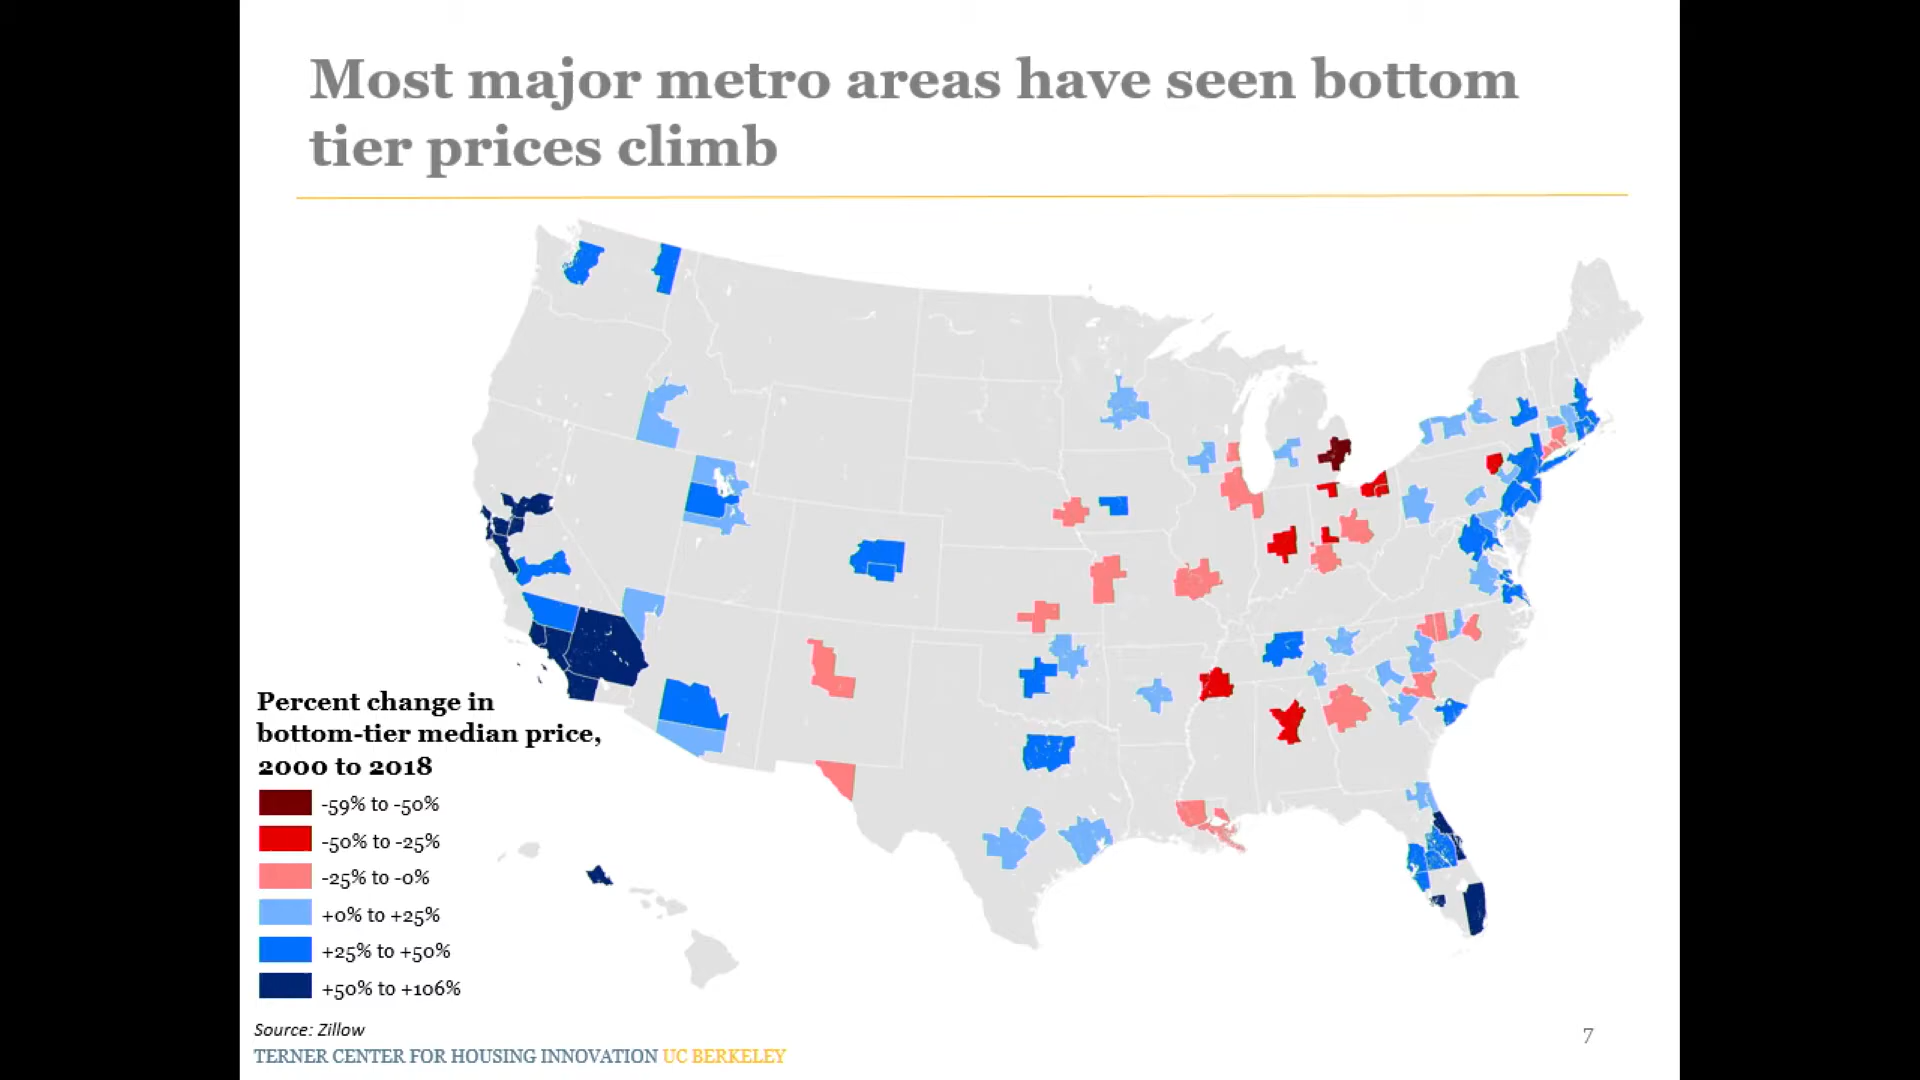 Most major metro areas have seen bottom
tier prices climb
Percent change in
bottom-tier median price,
2000 to 2018
-59% to -50%
-50% to -25%
-25% to -0%
+0% to +25%
+25% to +50%
+50% to +106%
Source: Zillow
7
TERNER CENTER FOR HOUSING INNOVATION UC BERKELEY